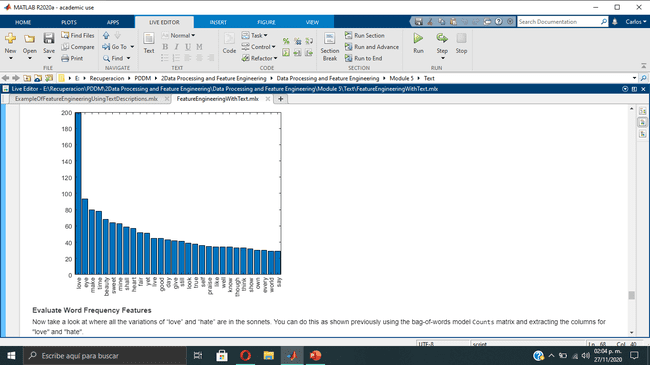 MATLAB R2020a - academic use
HOME PLOTS APPS LIVE EDITOR INSERT FIGURE VIEW Search Documentation Carlos
New Open Save Find Files Compare Print Go To Find Text Normal B I U M Code Task Control Refactor Section Break Run Section Run and Advance Run to End Run Step Stop
FILE NAVIGATE TEXT CODE SECTION RUN
E: Recuperacion PDDM 2Data Processing and Feature Engineering Data Processing and Feature Engineering Module 5 Text
Live Editor - E:\Recuperacion\PDDM\2Data Processing and Feature Engineering\Data Processing and Feature Engineering\Module 5\Text\FeatureEngineeringWithText.mlx
ExampleOfFeatureEngineeringUsingTextDescriptions.mlx FeatureEngineeringWithText.mlx
200
180
160
140
120
100
80
60
40
20
0
love eye make time beauty sweet mine shall heart fair yet live good day give still look true self praise like well know though think show own every word say
Evaluate Word Frequency Features
Now take a look at where all the variations of "love" and "hate" are in the sonnets. You can do this as shown previously using the bag-of-words model Counts matrix and extracting the columns for
"love" and "hate".
UTF-8 script Ln 68 Col 40
Escribe aquí para buscar
02:04 p. m.
27/11/2020